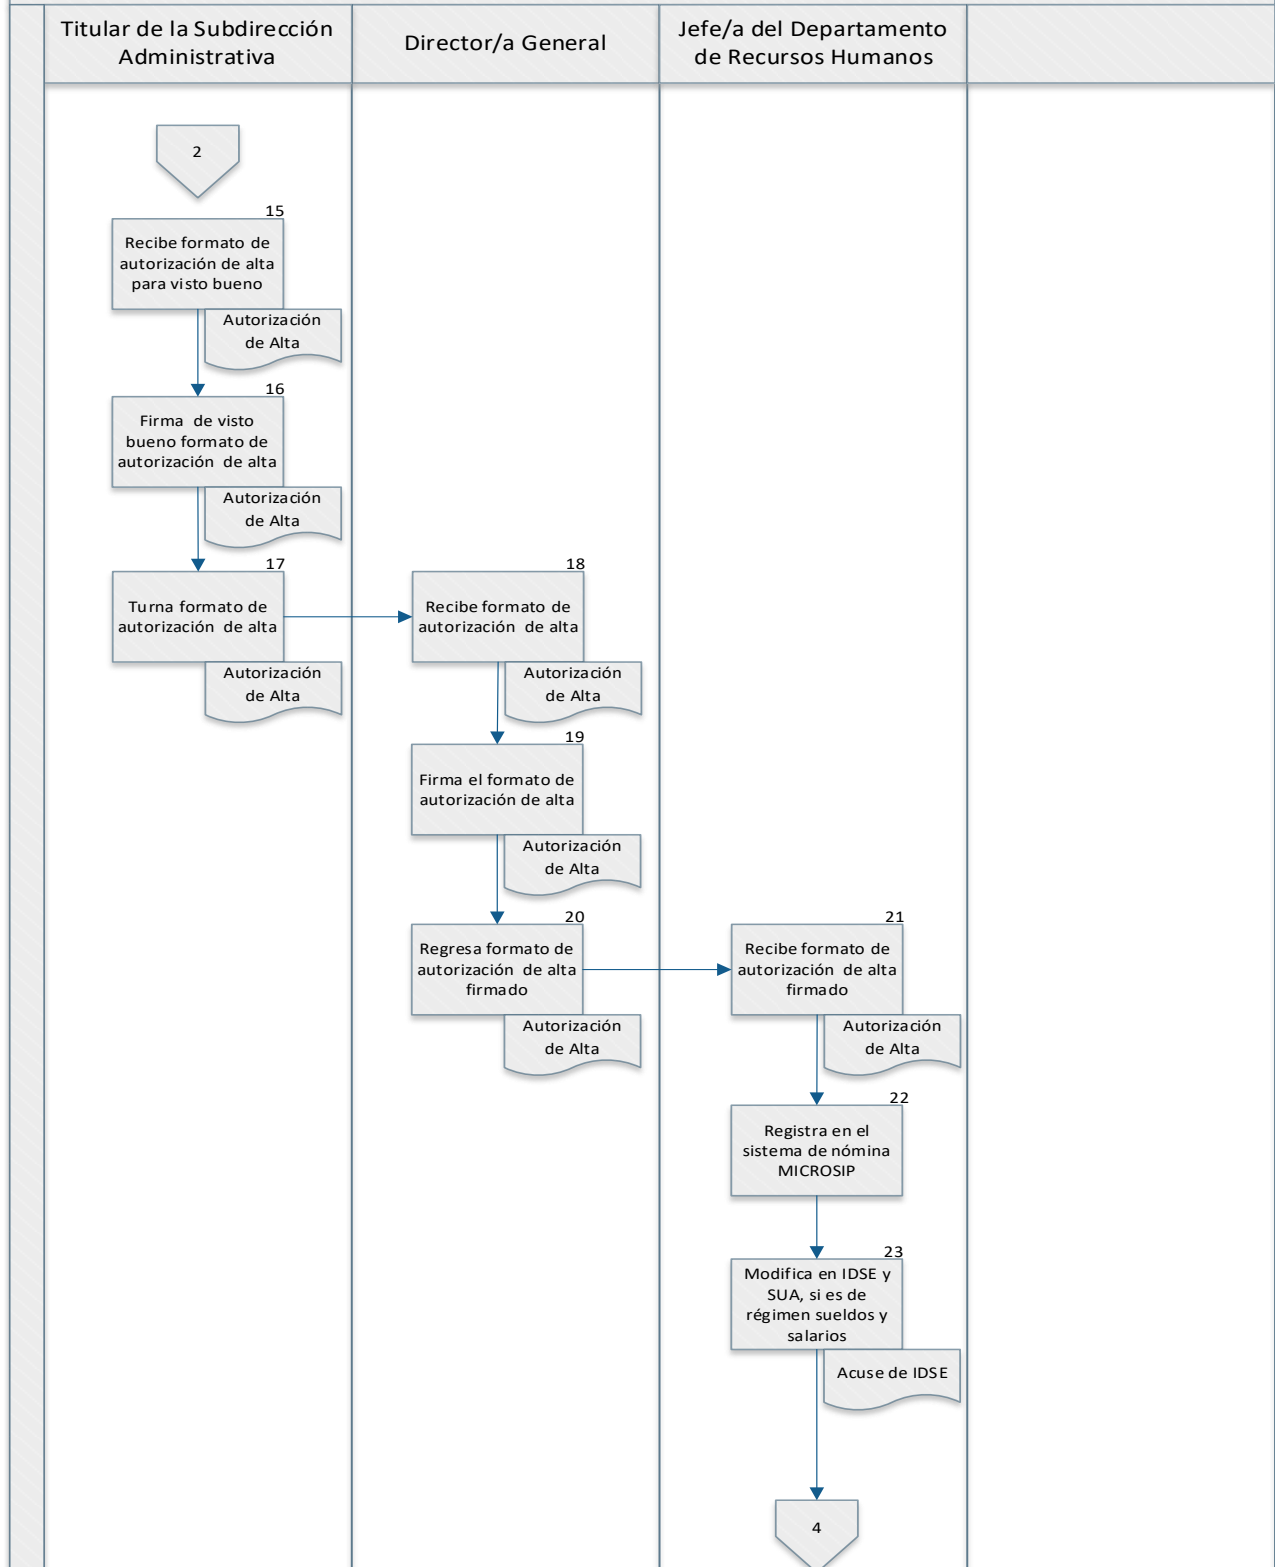 Titular de la Subdirección
Administrativa
Director/a General
Jefe/a del Departamento
de Recursos Humanos
2
15
Recibe formato de
autorización de alta
para visto bueno
Autorización
de Alta
16
Firma de visto
bueno formato de
autorización de alta
Autorización
de Alta
17
Turna formato de
autorización de alta
Autorización
de Alta
18
Recibe formato de
autorización de alta
Autorización
de Alta
19
Firma el formato de
autorización de alta
Autorización
de Alta
20
Regresa formato de
autorización de alta
firmado
Autorización
de Alta
21
Recibe formato de
autorización de alta
firmado
Autorización
de Alta
22
Registra en el
sistema de nómina
MICROSIP
23
Modifica en IDSE y
SUA, si es de
régimen sueldos y
salarios
Acuse de IDSE
4